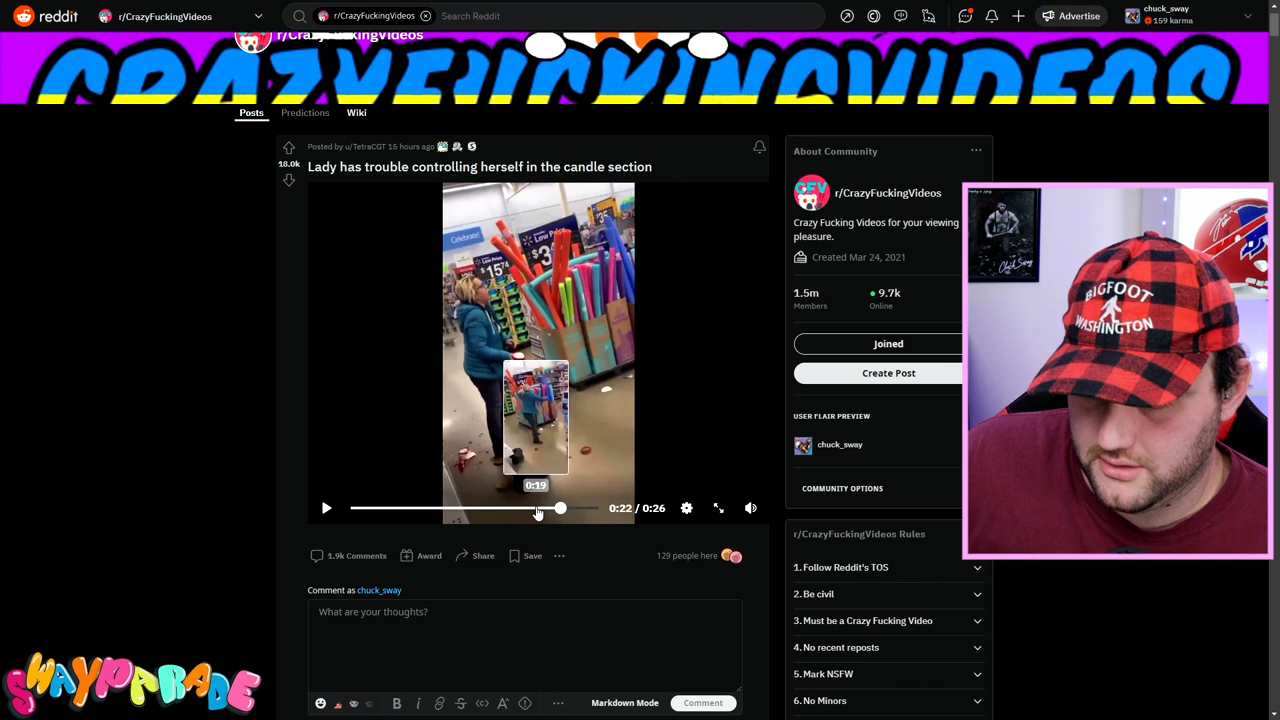 reddit
r/CrazyFuckingVideos
r/CrazyFuckingVideos
Search Reddit
Advertise
chuck_sway
159 karma
r/CrazyFuckingVideos
CRAZYFUCKINGVIDEOS
Posts
Predictions
Wiki
18.0k
Posted by u/TetraCGT 15 hours ago
Lady has trouble controlling herself in the candle section
Celebrate!
Low Price
$15
0:19
0:22 / 0:26
1.9k Comments
Award
Share
Save
129 people here
Comment as chuck_sway
What are your thoughts?
Markdown Mode
Comment
About Community
r/CrazyFuckingVideos
Crazy Fucking Videos for your viewing
pleasure.
Created Mar 24, 2021
1.5m
Members
9.7k
Online
Joined
Create Post
USER FLAIR PREVIEW
chuck_sway
COMMUNITY OPTIONS
r/CrazyFuckingVideos Rules
1. Follow Reddit's TOS
2. Be civil
3. Must be a Crazy Fucking Video
4. No recent reposts
5. Mark NSFW
6. No Minors
BIGFOOT
WASHINGTON
SWAYPARADE